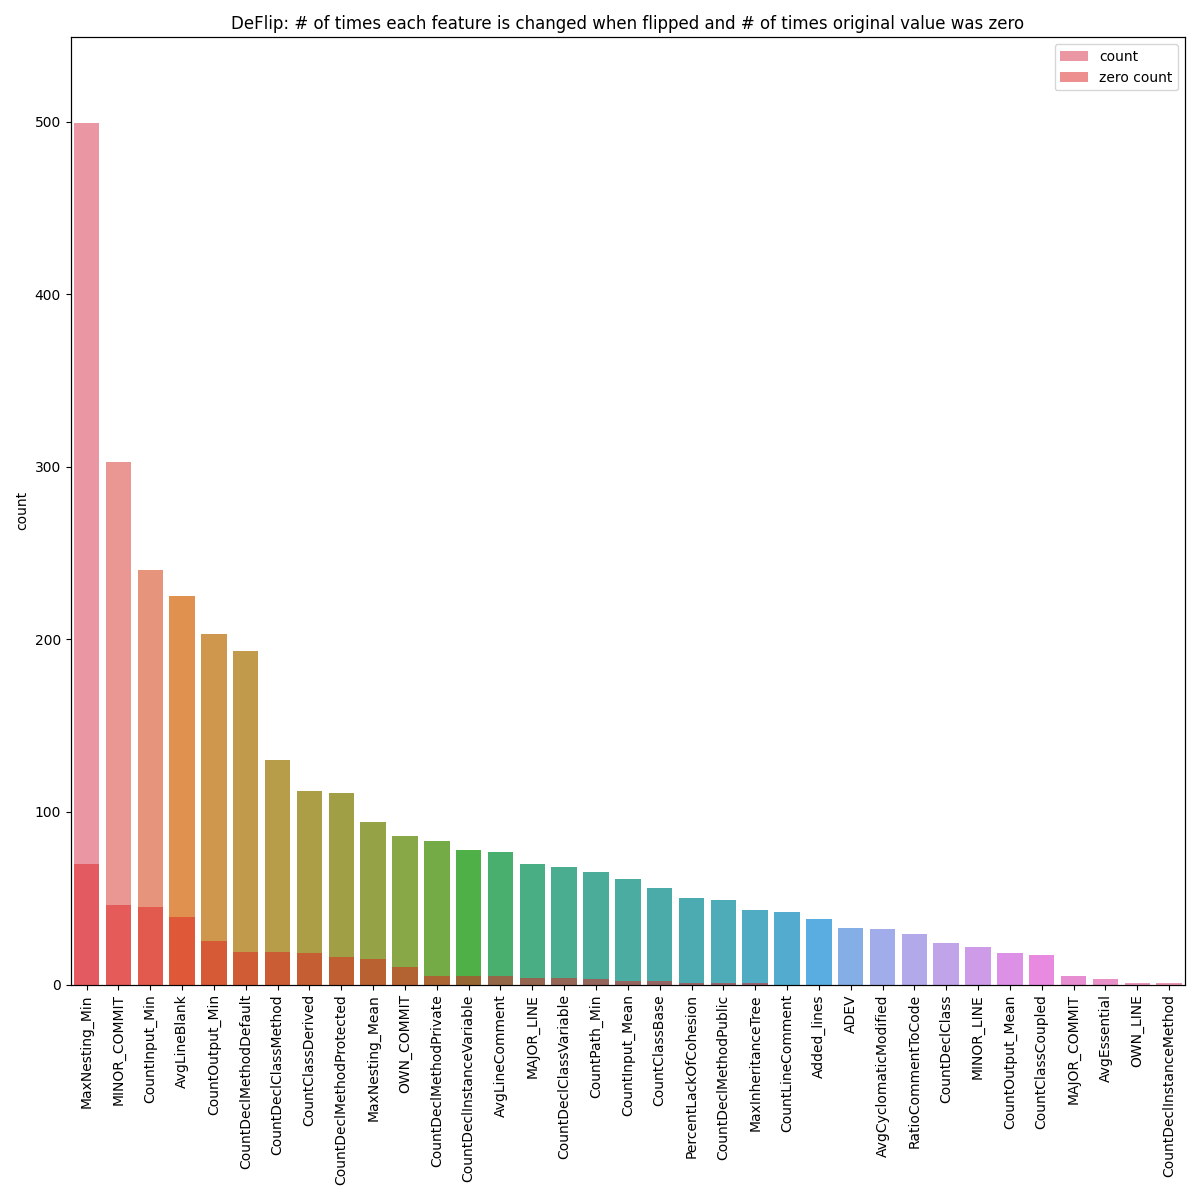 DeFlip: # of times each feature is changed when flipped and # of times original value was zero
count
zero count
500
400
300
200
100
0
count
MaxNesting_Min
MINOR_COMMIT
CountInput_Min
AvgLineBlank
CountOutput_Min
CountDeclMethodDefault
CountDeclClassMethod
CountClassDerived
CountDeclMethodProtected
MaxNesting_Mean
OWN_COMMIT
CountDeclMethodPrivate
CountDeclInstanceVariable
AvgLineComment
MAJOR_LINE
CountDeclClassVariable
CountPath_Min
CountInput_Mean
CountClassBase
PercentLackOfCohesion
CountDeclMethodPublic
MaxInheritanceTree
CountLineComment
Added_lines
ADEV
AvgCyclomaticModified
RatioCommentToCode
CountDeclClass
MINOR_LINE
CountOutput_Mean
CountClassCoupled
MAJOR_COMMIT
AvgEssential
OWN_LINE
CountDeclInstanceMethod